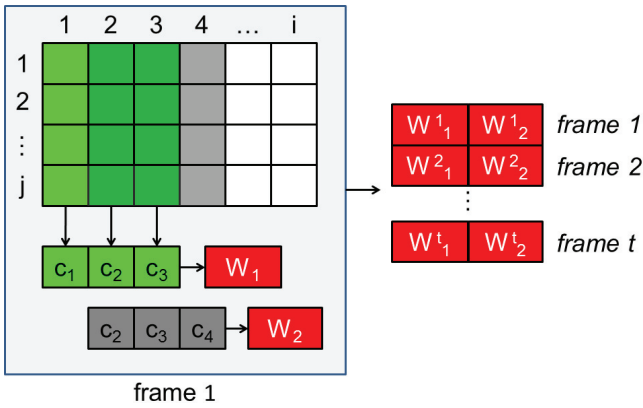 1 2 3 4 ... i
1
2
⋮
j
c₁ c₂ c₃ W₁
c₂ c₃ c₄ W₂
frame 1
W¹₁ W¹₂ frame 1
W²₁ W²₂ frame 2
⋮
Wᵗ₁ Wᵗ₂ frame t